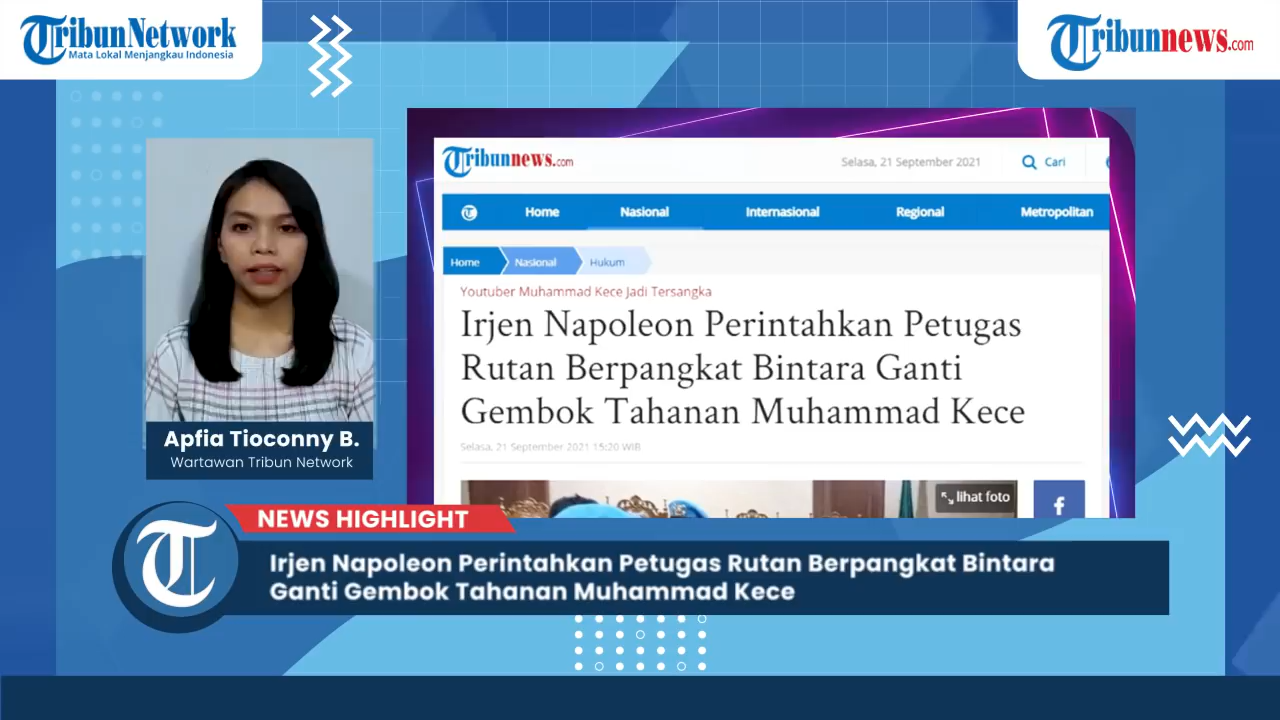 TribunNetwork
Mata Lokal Menjangkau Indonesia
Tribunnews.com
Tribunnews.com
Selasa, 21 September 2021
Cari
Home
Nasional
Internasional
Regional
Metropolitan
Home
Nasional
Hukum
Youtuber Muhammad Kece Jadi Tersangka
Irjen Napoleon Perintahkan Petugas
Rutan Berpangkat Bintara Ganti
Gembok Tahanan Muhammad Kece
Selasa, 21 September 2021 15:20 WIB
lihat foto
f
Apfia Tioconny B.
Wartawan Tribun Network
T
NEWS HIGHLIGHT
Irjen Napoleon Perintahkan Petugas Rutan Berpangkat Bintara
Ganti Gembok Tahanan Muhammad Kece